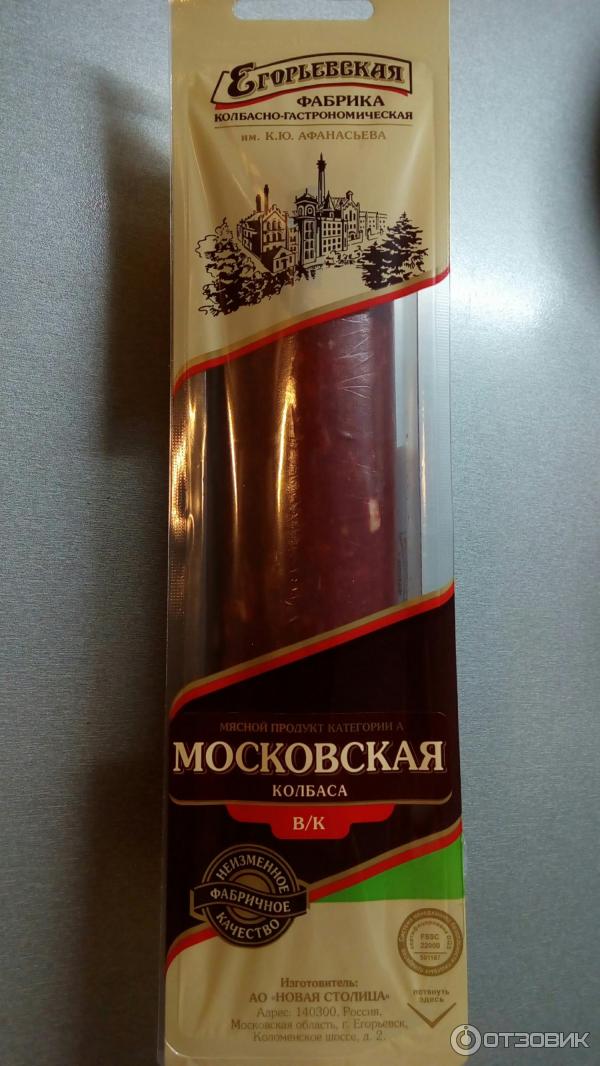 ЕГОРЬЕВСКАЯ
ФАБРИКА
КОЛБАСНО-ГАСТРОНОМИЧЕСКАЯ
ИМ. К.Ю. АФАНАСЬЕВА
МЯСНОЙ ПРОДУКТ КАТЕГОРИИ А
МОСКОВСКАЯ
КОЛБАСА
В/К
НЕИЗМЕННОЕ
ФАБРИЧНОЕ
КАЧЕСТВО
FSSC
22000
потянуть
здесь
Изготовитель:
АО «НОВАЯ СТОЛИЦА»
Адрес: 140300, Россия,
Московская область, г. Егорьевск,
Коломенское шоссе, д. 2.
ОТЗОВИК